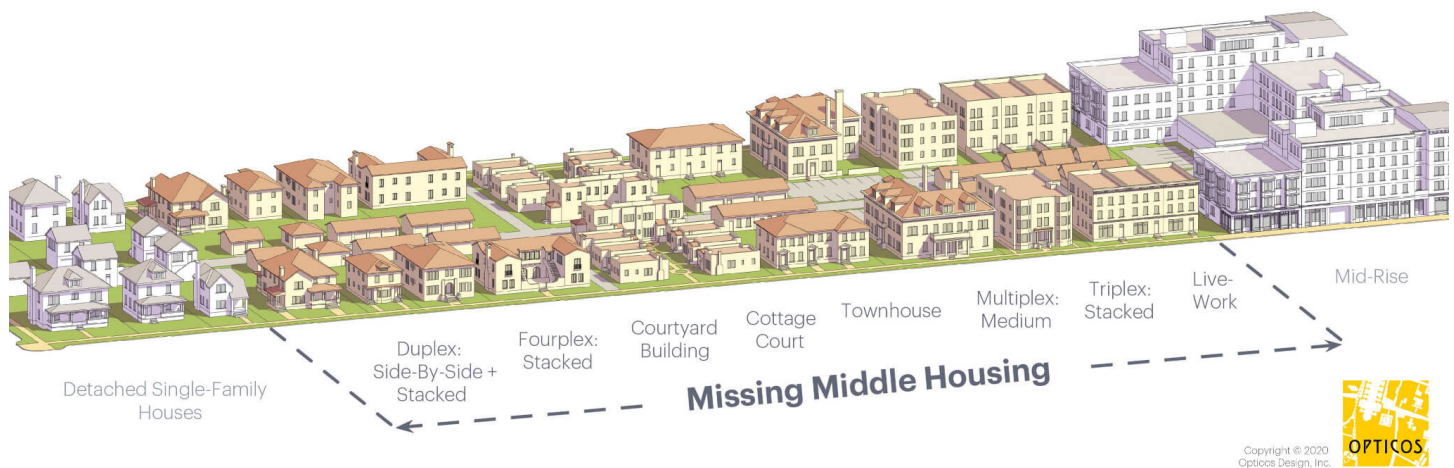 Detached Single-Family
Houses
Duplex:
Side-By-Side +
Stacked
Fourplex:
Stacked
Courtyard
Building
Cottage
Court
Townhouse
Multiplex:
Medium
Triplex:
Stacked
Live-
Work
Mid-Rise
Missing Middle Housing
Copyright © 2020
Opticos Design, Inc.
OPTICOS